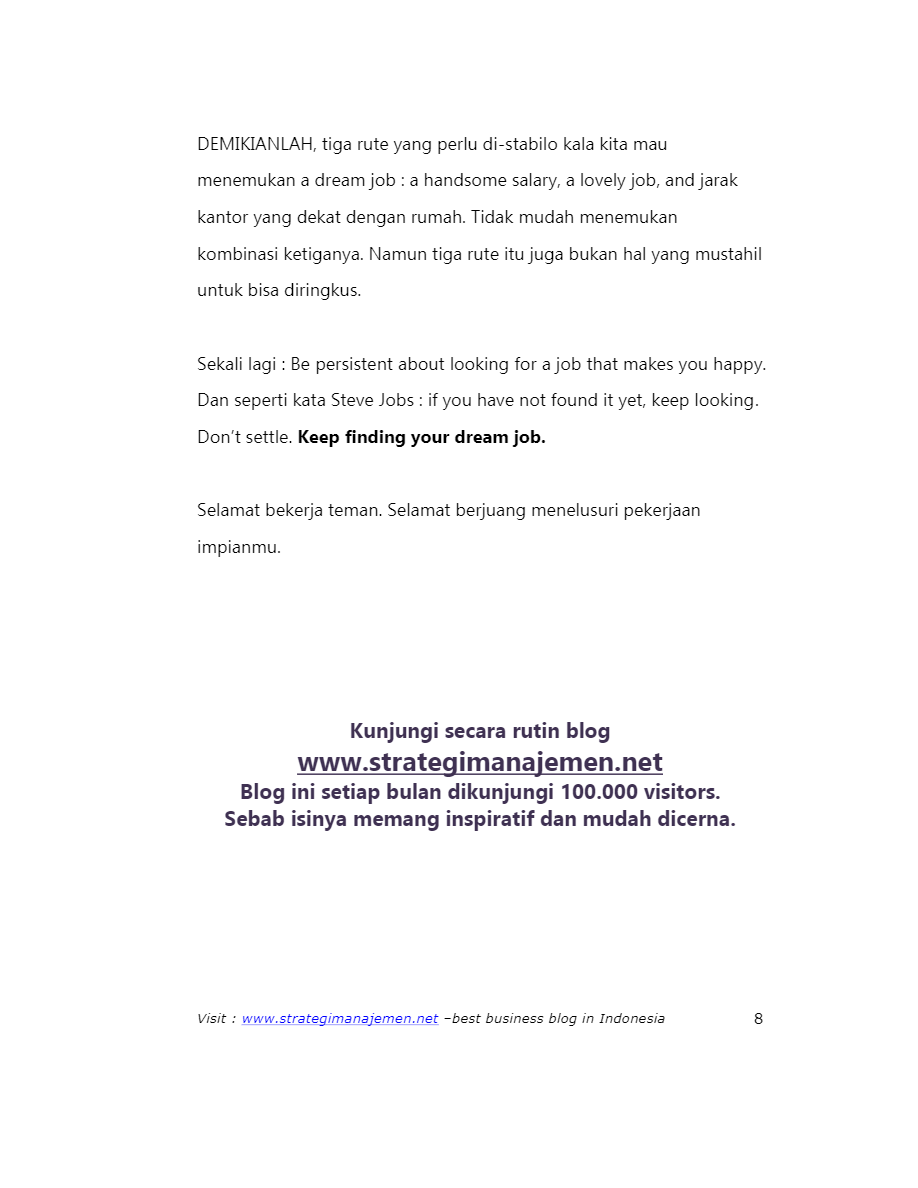 DEMIKIANLAH, tiga rute yang perlu di-stabilo kala kita mau
menemukan a dream job : a handsome salary, a lovely job, and jarak
kantor yang dekat dengan rumah. Tidak mudah menemukan
kombinasi ketiganya. Namun tiga rute itu juga bukan hal yang mustahil
untuk bisa diringkus.
Sekali lagi : Be persistent about looking for a job that makes you happy.
Dan seperti kata Steve Jobs : if you have not found it yet, keep looking.
Don’t settle. Keep finding your dream job.
Selamat bekerja teman. Selamat berjuang menelusuri pekerjaan
impianmu.
Kunjungi secara rutin blog
www.strategimanajemen.net
Blog ini setiap bulan dikunjungi 100.000 visitors.
Sebab isinya memang inspiratif dan mudah dicerna.
Visit : www.strategimanajemen.net –best business blog in Indonesia 8